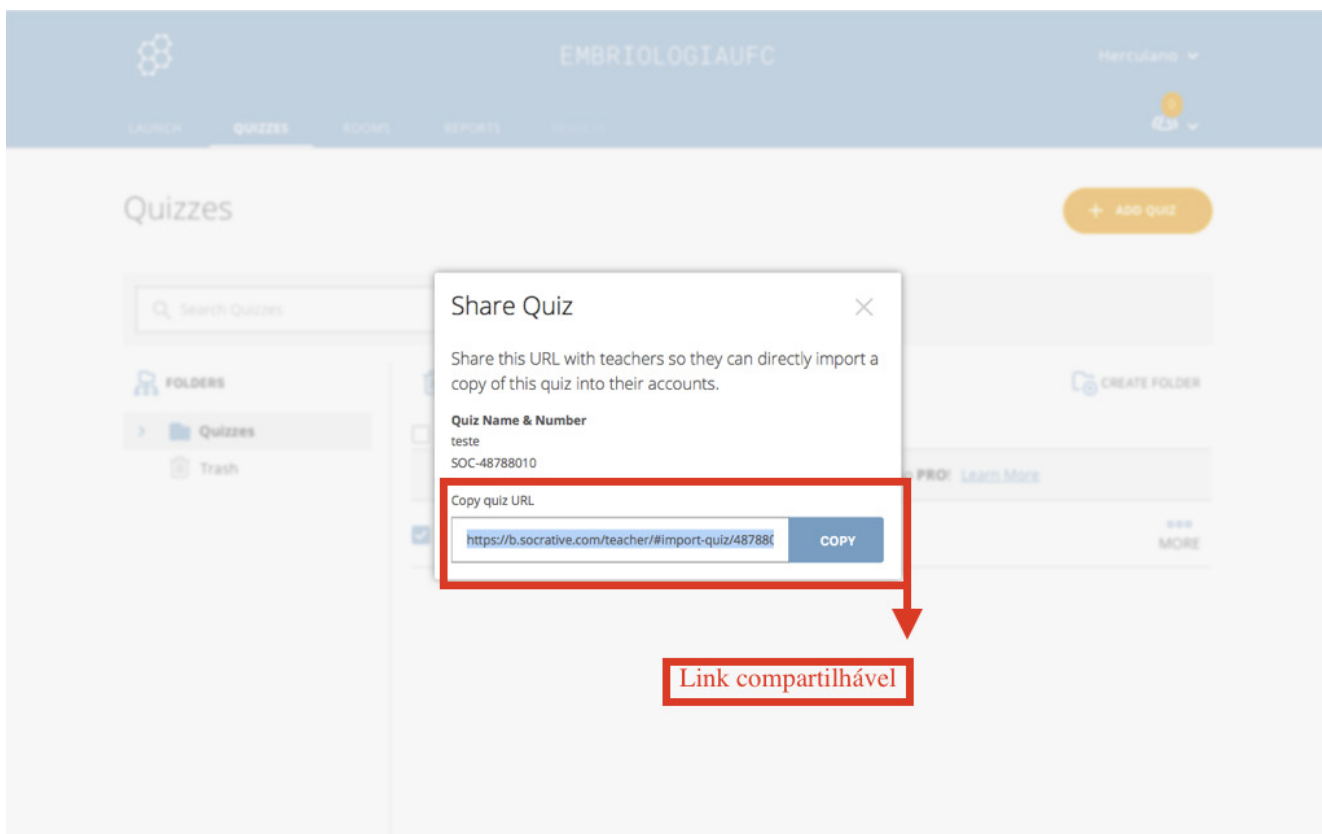 EMBRIOLOGIAUFC
Herculano
0
LAUNCH QUIZZES ROOMS REPORTS
Quizzes
+ ADD QUIZ
Search Quizzes
Share Quiz
Share this URL with teachers so they can directly import a
copy of this quiz into their accounts.
Quiz Name & Number
teste
SOC-48788010
Copy quiz URL
https://b.socrative.com/teacher/#import-quiz/487880
COPY
FOLDERS
Quizzes
Trash
CREATE FOLDER
PRO! Learn More
MORE
Link compartilhável